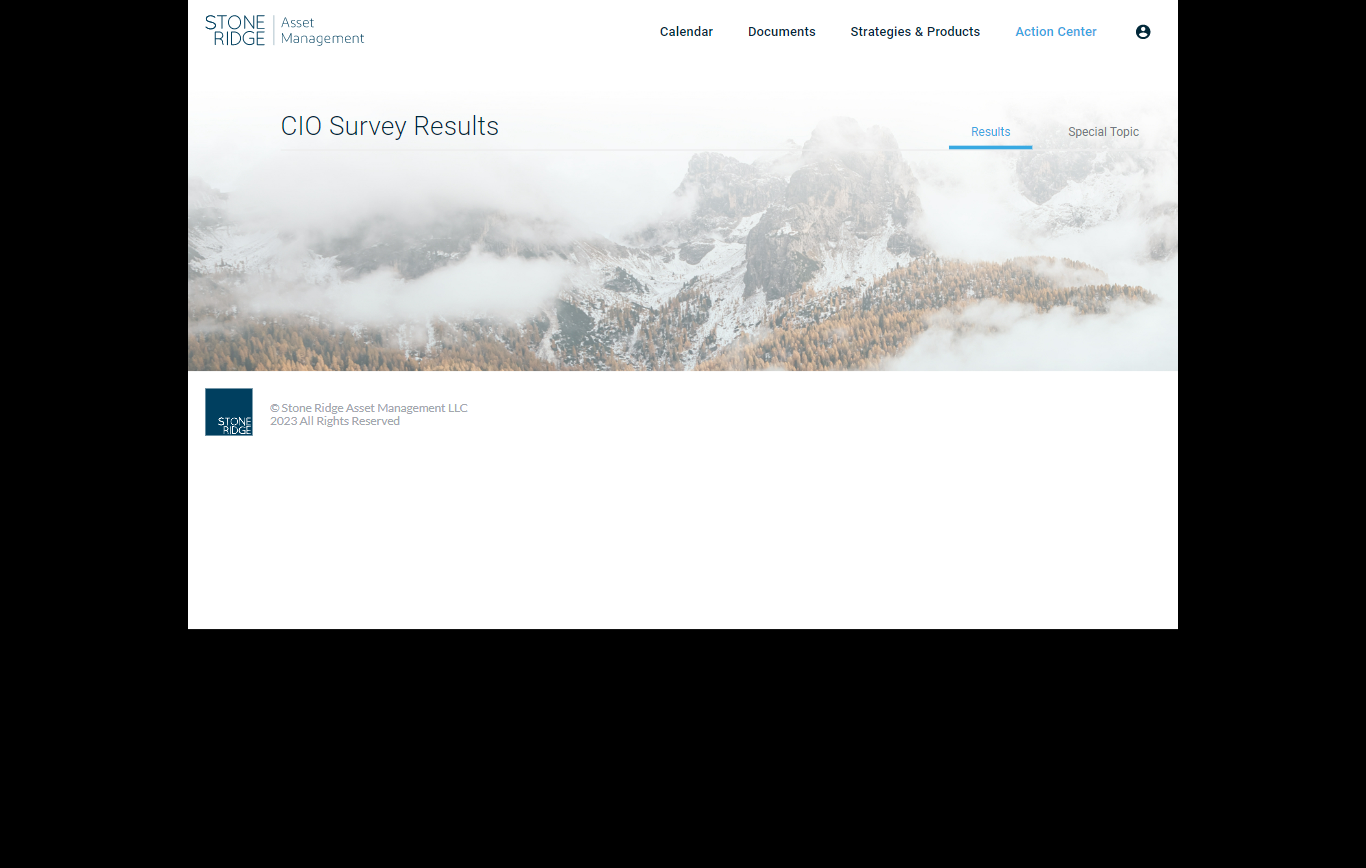 STONE RIDGE
Asset Management
Calendar
Documents
Strategies & Products
Action Center
CIO Survey Results
Results
Special Topic
STONE RIDGE
© Stone Ridge Asset Management LLC
2023 All Rights Reserved